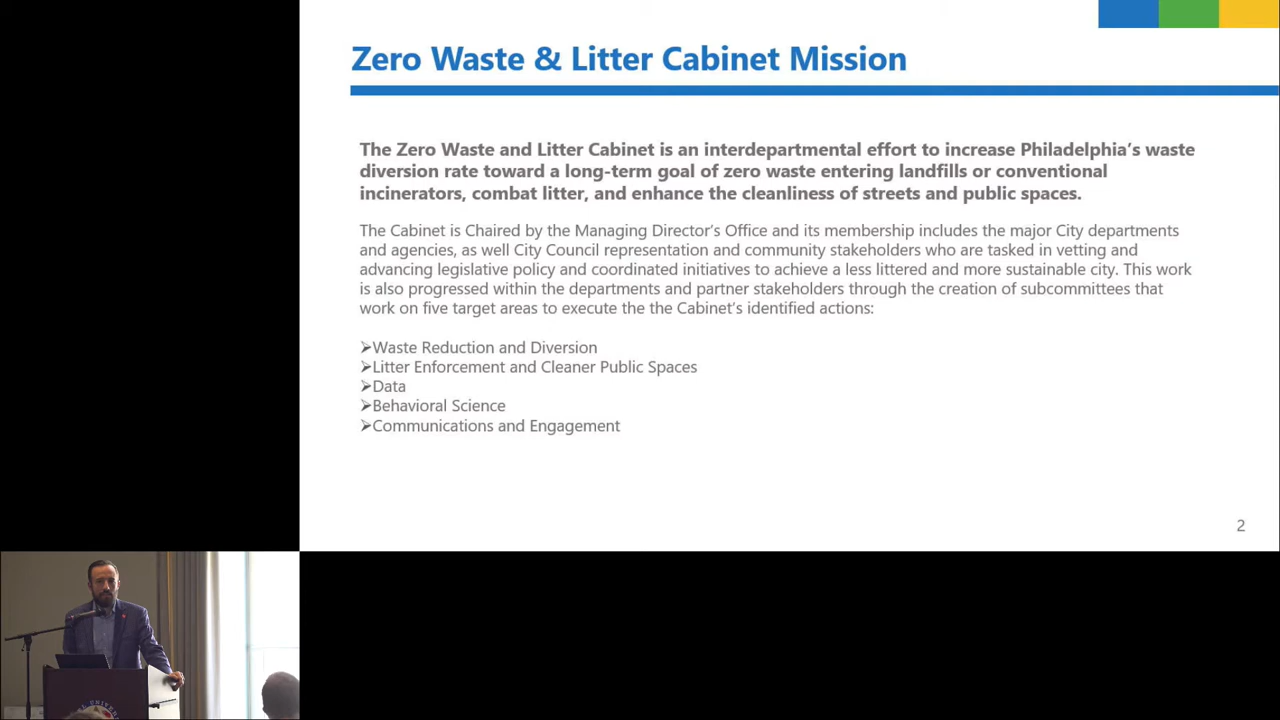 Zero Waste & Litter Cabinet Mission
The Zero Waste and Litter Cabinet is an interdepartmental effort to increase Philadelphia’s waste
diversion rate toward a long-term goal of zero waste entering landfills or conventional
incinerators, combat litter, and enhance the cleanliness of streets and public spaces.
The Cabinet is Chaired by the Managing Director’s Office and its membership includes the major City departments
and agencies, as well City Council representation and community stakeholders who are tasked in vetting and
advancing legislative policy and coordinated initiatives to achieve a less littered and more sustainable city. This work
is also progressed within the departments and partner stakeholders through the creation of subcommittees that
work on five target areas to execute the the Cabinet’s identified actions:
➢Waste Reduction and Diversion
➢Litter Enforcement and Cleaner Public Spaces
➢Data
➢Behavioral Science
➢Communications and Engagement
2